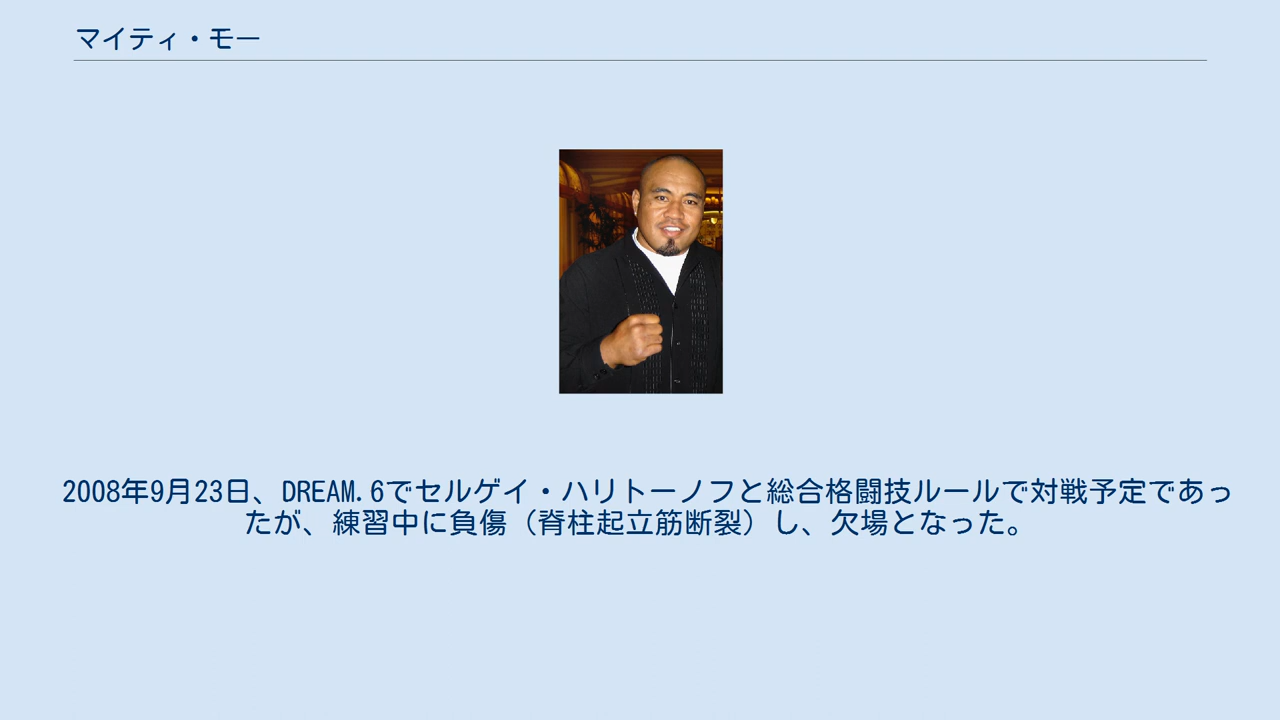 マイティ・モー
2008年9月23日、DREAM.6でセルゲイ・ハリトーノフと総合格闘技ルールで対戦予定であっ
たが、練習中に負傷（脊柱起立筋断裂）し、欠場となった。